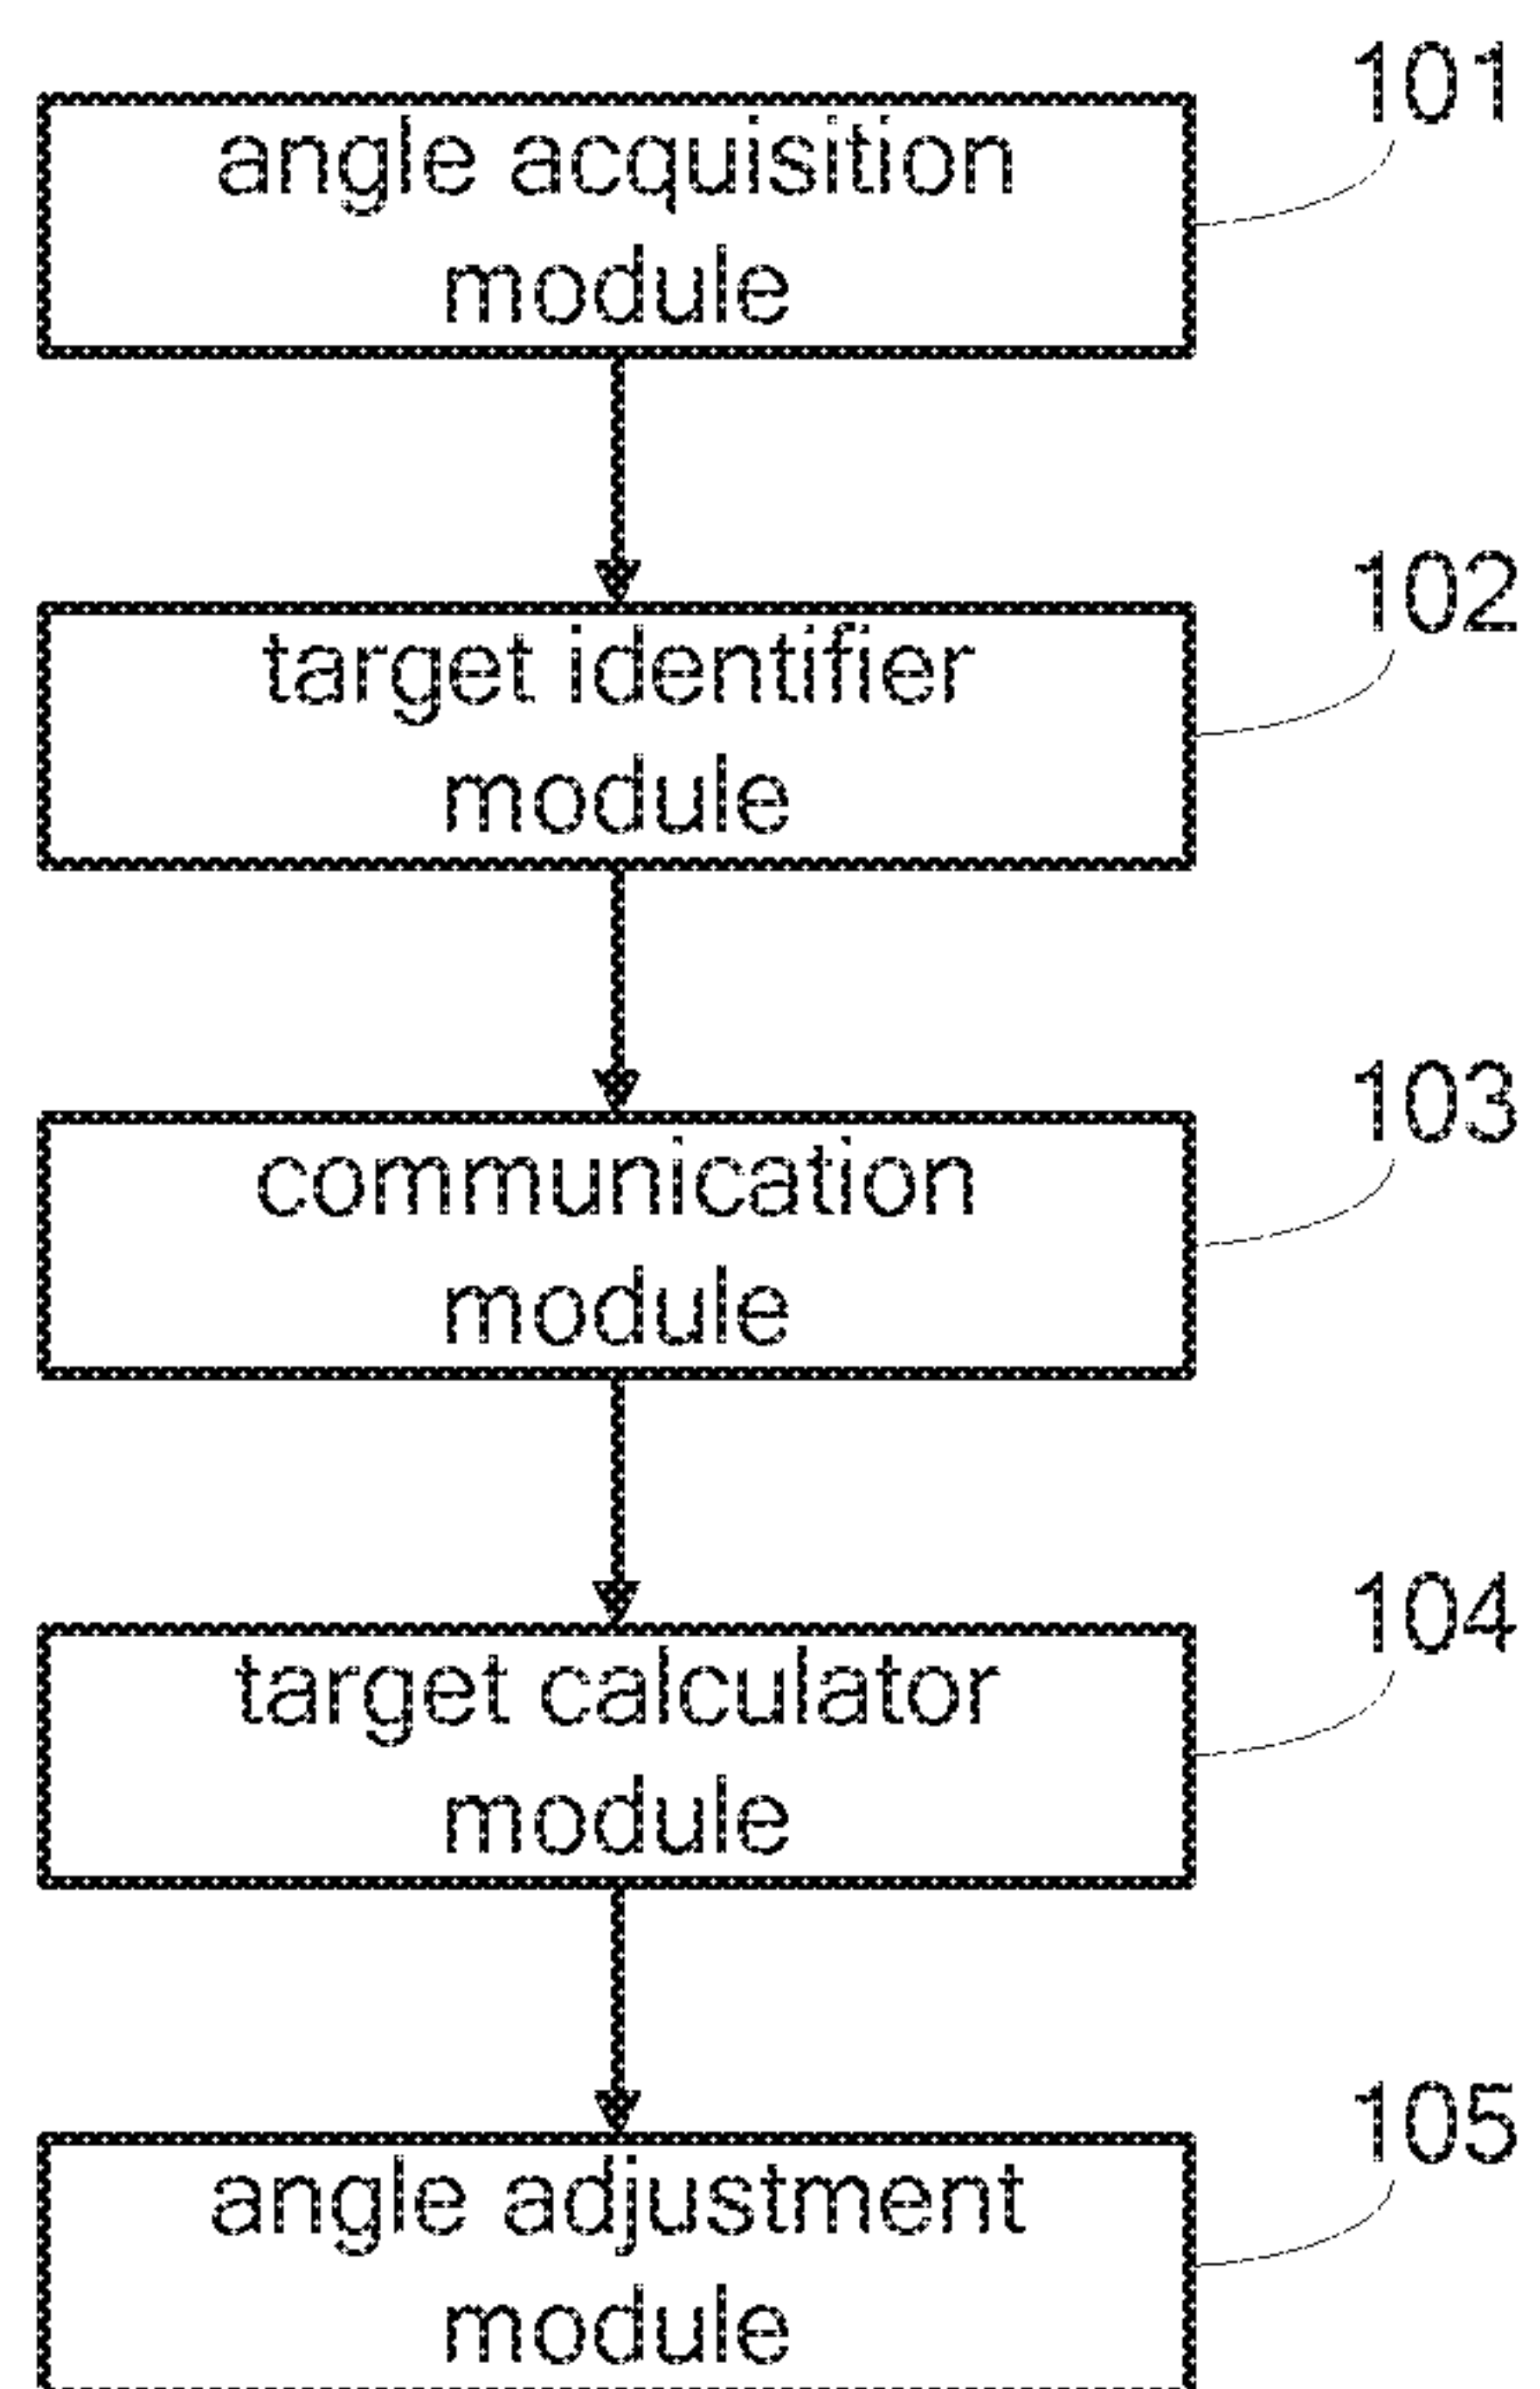 101
angle acquisition
module
102
target identifier
module
103
communication
module
104
target calculator
module
105
angle adjustment
module